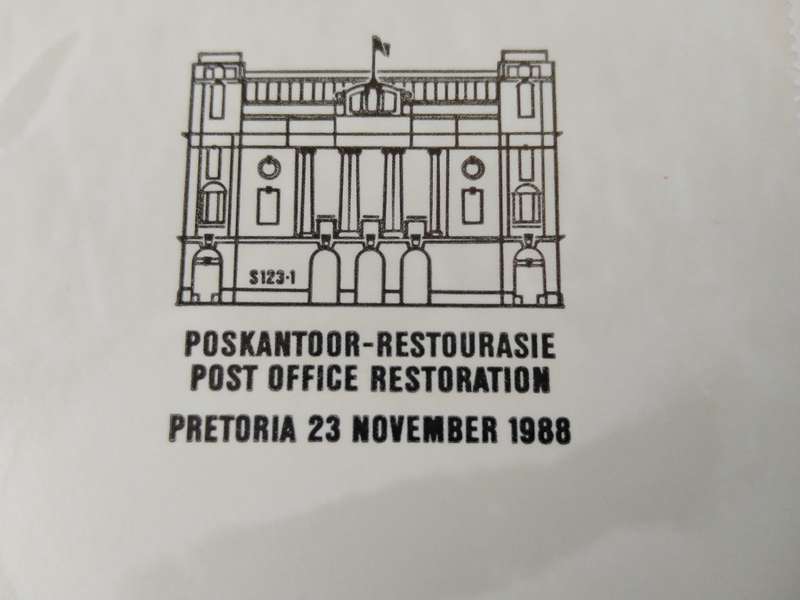 S123·1
POSKANTOOR-RESTOURASIE
POST OFFICE RESTORATION
PRETORIA 23 NOVEMBER 1988